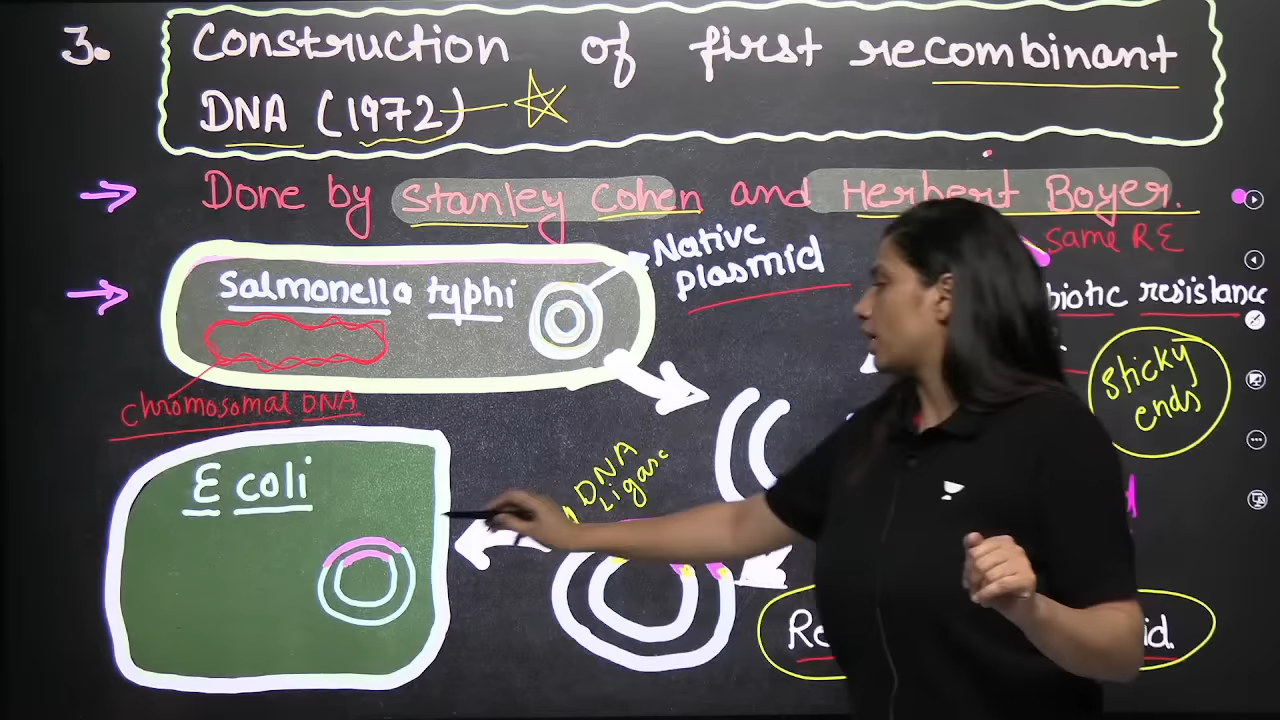 3. Construction of first recombinant
DNA (1972)
Done by Stanley Cohen and Herbert Boyer.
same RE
Native
plasmid
Salmonella typhi
biotic resistance
sticky
ends
chromosomal DNA
E coli
DNA
Ligase